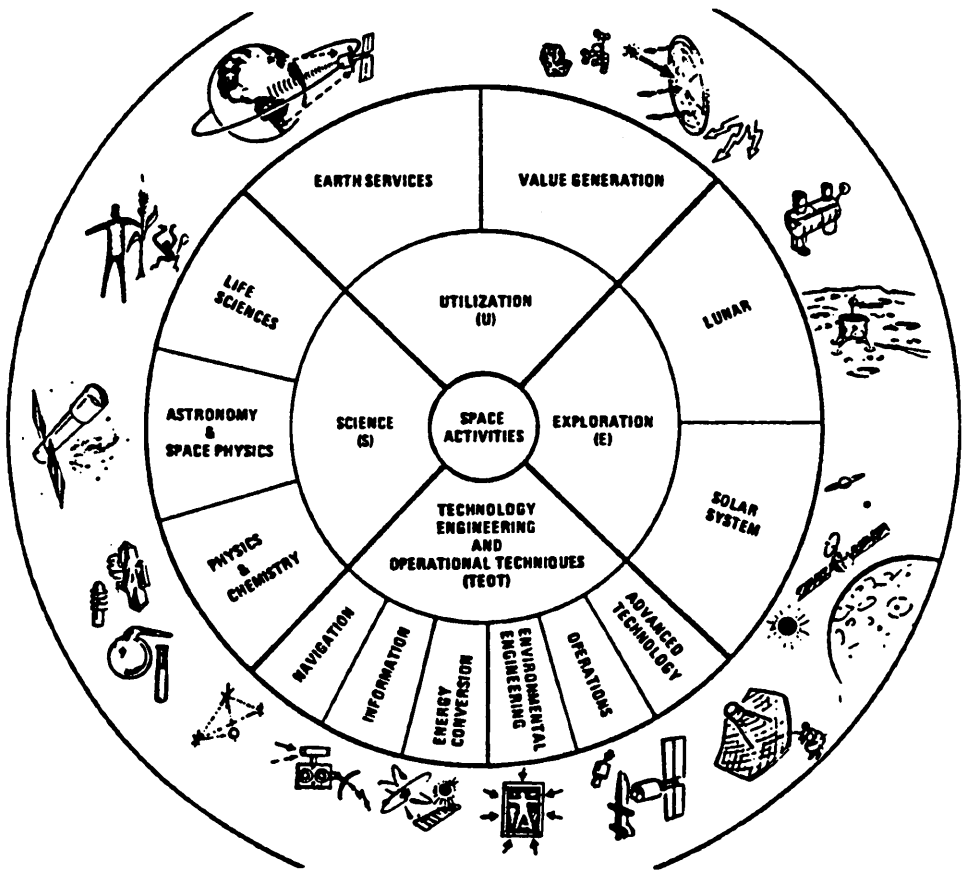 EARTH SERVICES
VALUE GENERATION
LIFE
SCIENCES
UTILIZATION
(U)
LUNAR
ASTRONOMY
&
SPACE PHYSICS
SCIENCE
(S)
SPACE
ACTIVITIES
EXPLORATION
(E)
SOLAR
SYSTEM
PHYSICS
&
CHEMISTRY
TECHNOLOGY
ENGINEERING
AND
OPERATIONAL TECHNIQUES
(TEOT)
NAVIGATION
INFORMATION
ENERGY
CONVERSION
ENVIRONMENTAL
ENGINEERING
OPERATIONS
ADVANCED
TECHNOLOGY